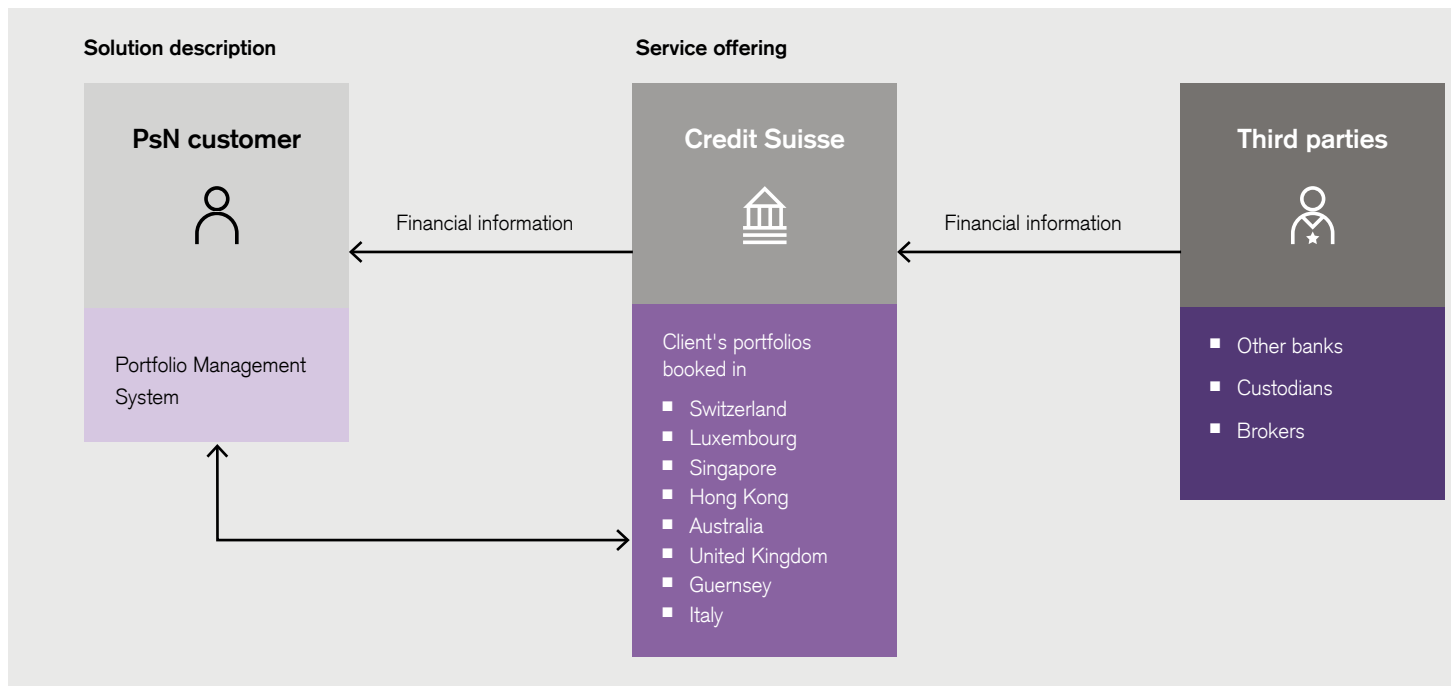 Solution description
Service offering
PsN customer
Credit Suisse
Third parties
Financial information
Financial information
Portfolio Management
System
Client's portfolios
booked in
Switzerland
Luxembourg
Singapore
Hong Kong
Australia
United Kingdom
Guernsey
Italy
Other banks
Custodians
Brokers